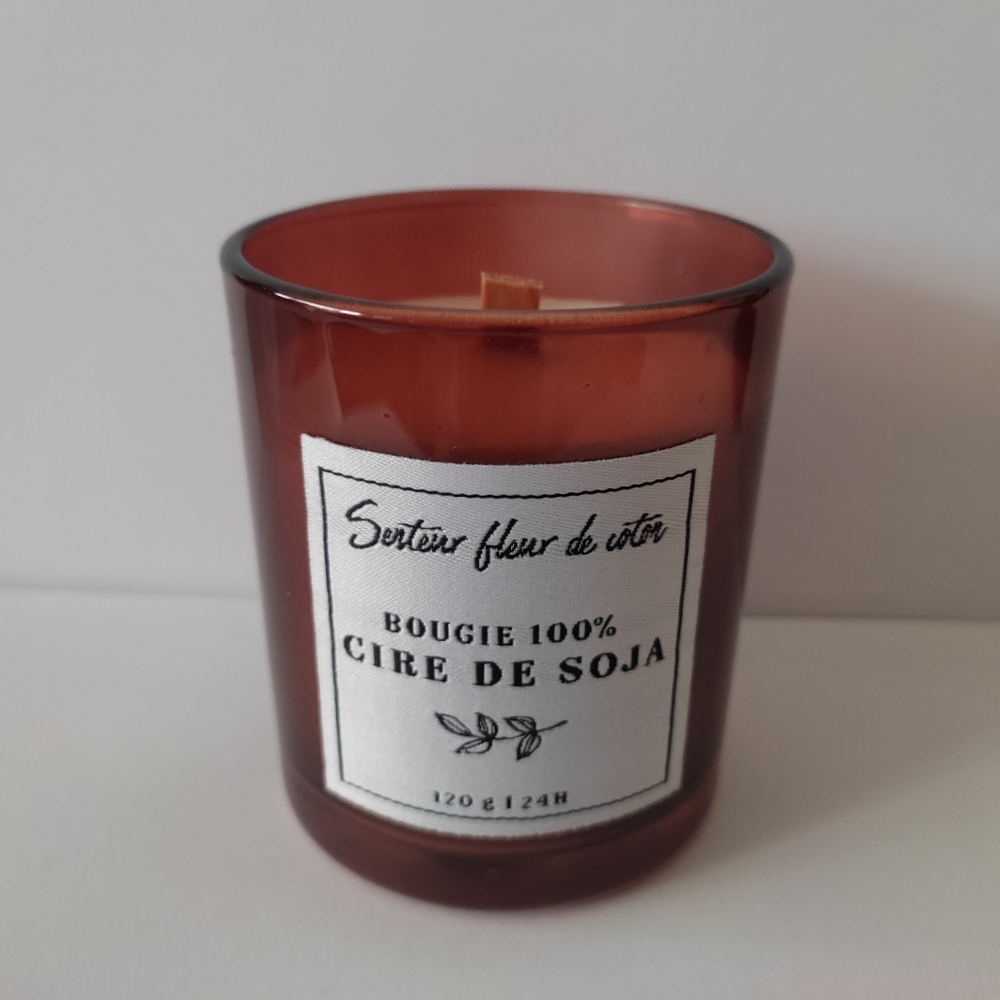 Senteur fleur de coton
BOUGIE 100%
CIRE DE SOJA
120 g | 24H